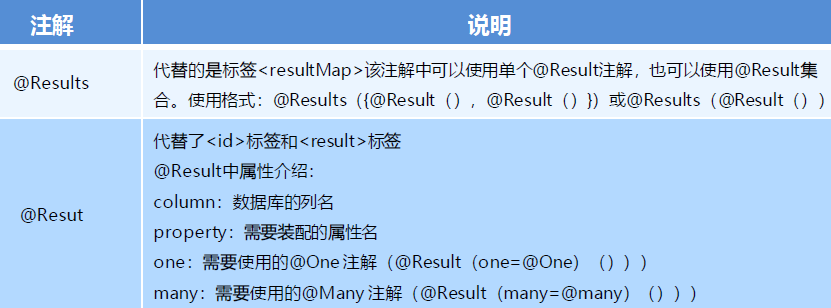 注解 说明
@Results
代替的是标签<resultMap>该注解中可以使用单个@Result注解，也可以使用@Result集
合。使用格式：@Results（{@Result（），@Result（）}）或@Results（@Result（））
@Resut
代替了<id>标签和<result>标签
@Result中属性介绍：
column：数据库的列名
property：需要装配的属性名
one：需要使用的@One 注解（@Result（one=@One）（）））
many：需要使用的@Many 注解（@Result（many=@many）（）））